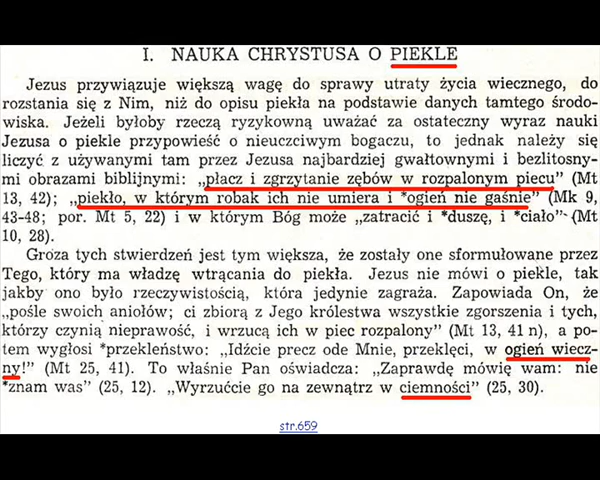 I. NAUKA CHRYSTUSA O PIEKLE
Jezus przywiązuje większą wagę do sprawy utraty życia wiecznego, do
rozstania się z Nim, niż do opisu piekła na podstawie danych tamtego środo-
wiska. Jeżeli byłoby rzeczą ryzykowną uważać za ostateczny wyraz nauki
Jezusa o piekle przypowieść o nieuczciwym bogaczu, to jednak należy się
liczyć z używanymi tam przez Jezusa najbardziej gwałtownymi i bezlitosny-
mi obrazami biblijnymi: „płacz i zgrzytanie zębów w rozpalonym piecu” (Mt
13, 42); „piekło, w którym robak ich nie umiera i *ogień nie gaśnie” (Mk 9,
43-48; por. Mt 5, 22) i w którym Bóg może „zatracić i *duszę, i *ciało” (Mt
10, 28).
Groza tych stwierdzeń jest tym większa, że zostały one sformułowane przez
Tego, który ma władzę wtrącania do piekła. Jezus nie mówi o piekle, tak
jakby ono było rzeczywistością, która jedynie zagraża. Zapowiada On, że
„pośle swoich aniołów; ci zbiorą z Jego królestwa wszystkie zgorszenia i tych,
którzy czynią nieprawość, i wrzucą ich w piec rozpalony” (Mt 13, 41 n), a po-
tem wygłosi *przekleństwo: „Idźcie precz ode Mnie, przeklęci, w ogień wiecz-
ny!” (Mt 25, 41). To właśnie Pan oświadcza: „Zaprawdę mówię wam: nie
*znam was” (25, 12). „Wyrzućcie go na zewnątrz w ciemności” (25, 30).
str.659